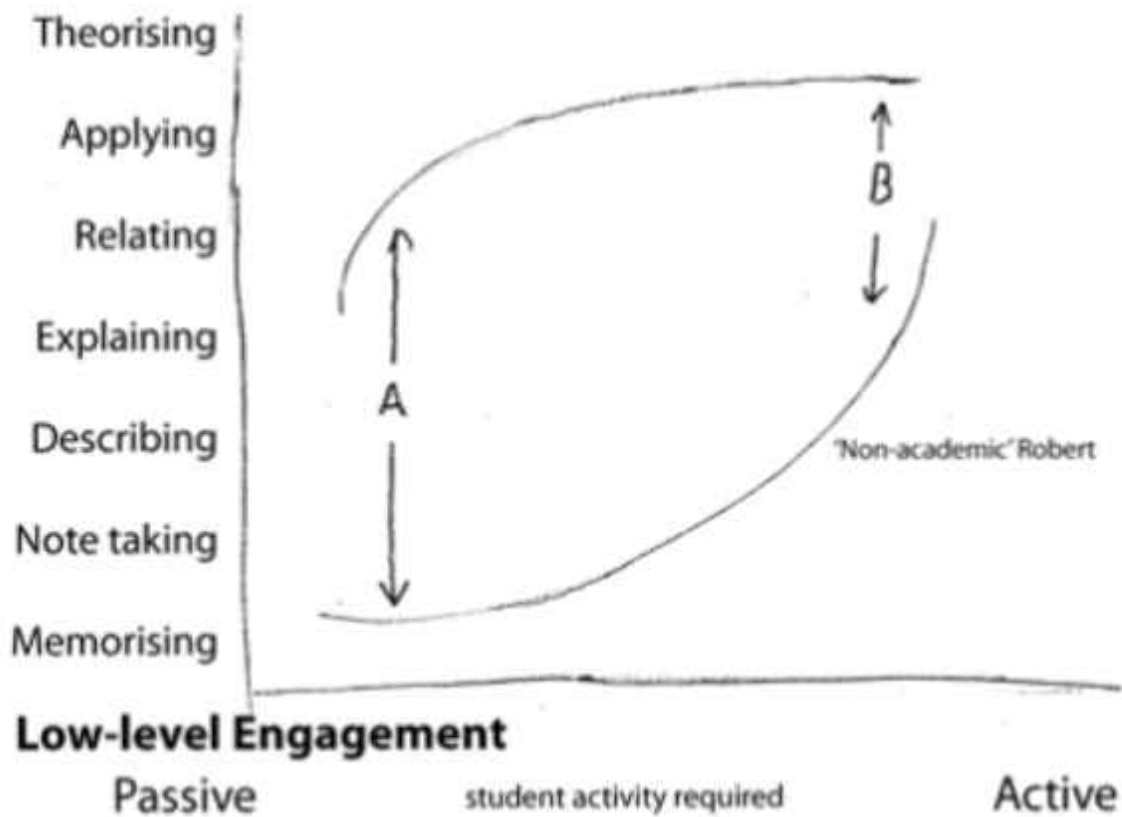 Theorising
Applying
B
Relating
Explaining
A
Describing
"Non-academic" Robert
Note taking
Memorising
Low-level Engagement
Passive student activity required Active